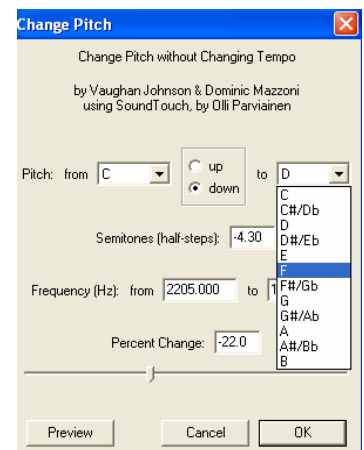 Change Pitch
Change Pitch without Changing Tempo
by Vaughan Johnson & Dominic Mazzoni
using SoundTouch, by Olli Parviainen
Pitch: from C up down to D
C
C#/Db
D
D#/Eb
E
F
F#/Gb
G
G#/Ab
A
A#/Bb
B
Semitones (half-steps): -4.30
Frequency (Hz): from 2205.000 to 1
Percent Change: -22.0
Preview Cancel OK